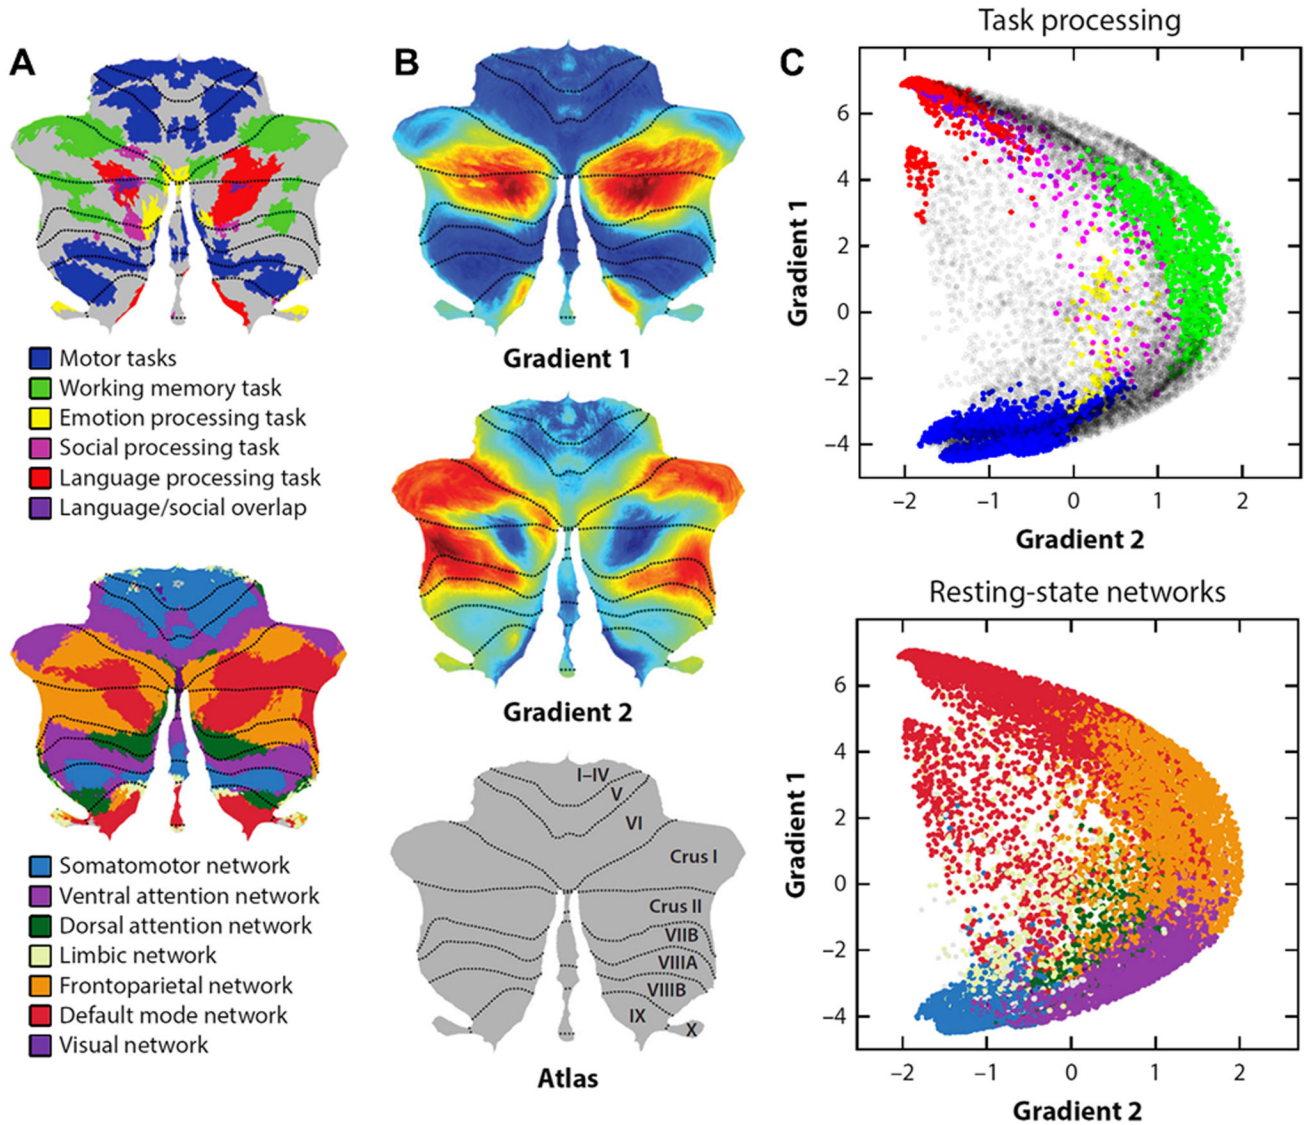 A
Motor tasks
Working memory task
Emotion processing task
Social processing task
Language processing task
Language/social overlap
Somatomotor network
Ventral attention network
Dorsal attention network
Limbic network
Frontoparietal network
Default mode network
Visual network
B
Gradient 1
Gradient 2
I–IV
V
VI
Crus I
Crus II
VIIB
VIIIA
VIIIB
IX
X
Atlas
C
Task processing
Gradient 1
6
4
2
0
−2
−4
−2 −1 0 1 2
Gradient 2
Resting-state networks
Gradient 1
6
4
2
0
−2
−4
−2 −1 0 1 2
Gradient 2